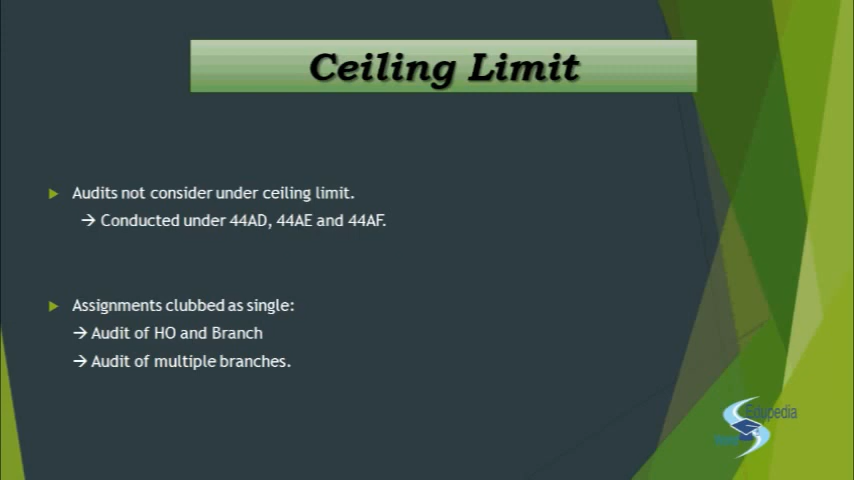 Ceiling Limit
Audits not consider under ceiling limit.
→ Conducted under 44AD, 44AE and 44AF.
Assignments clubbed as single:
→ Audit of HO and Branch
→ Audit of multiple branches.
Edupedia